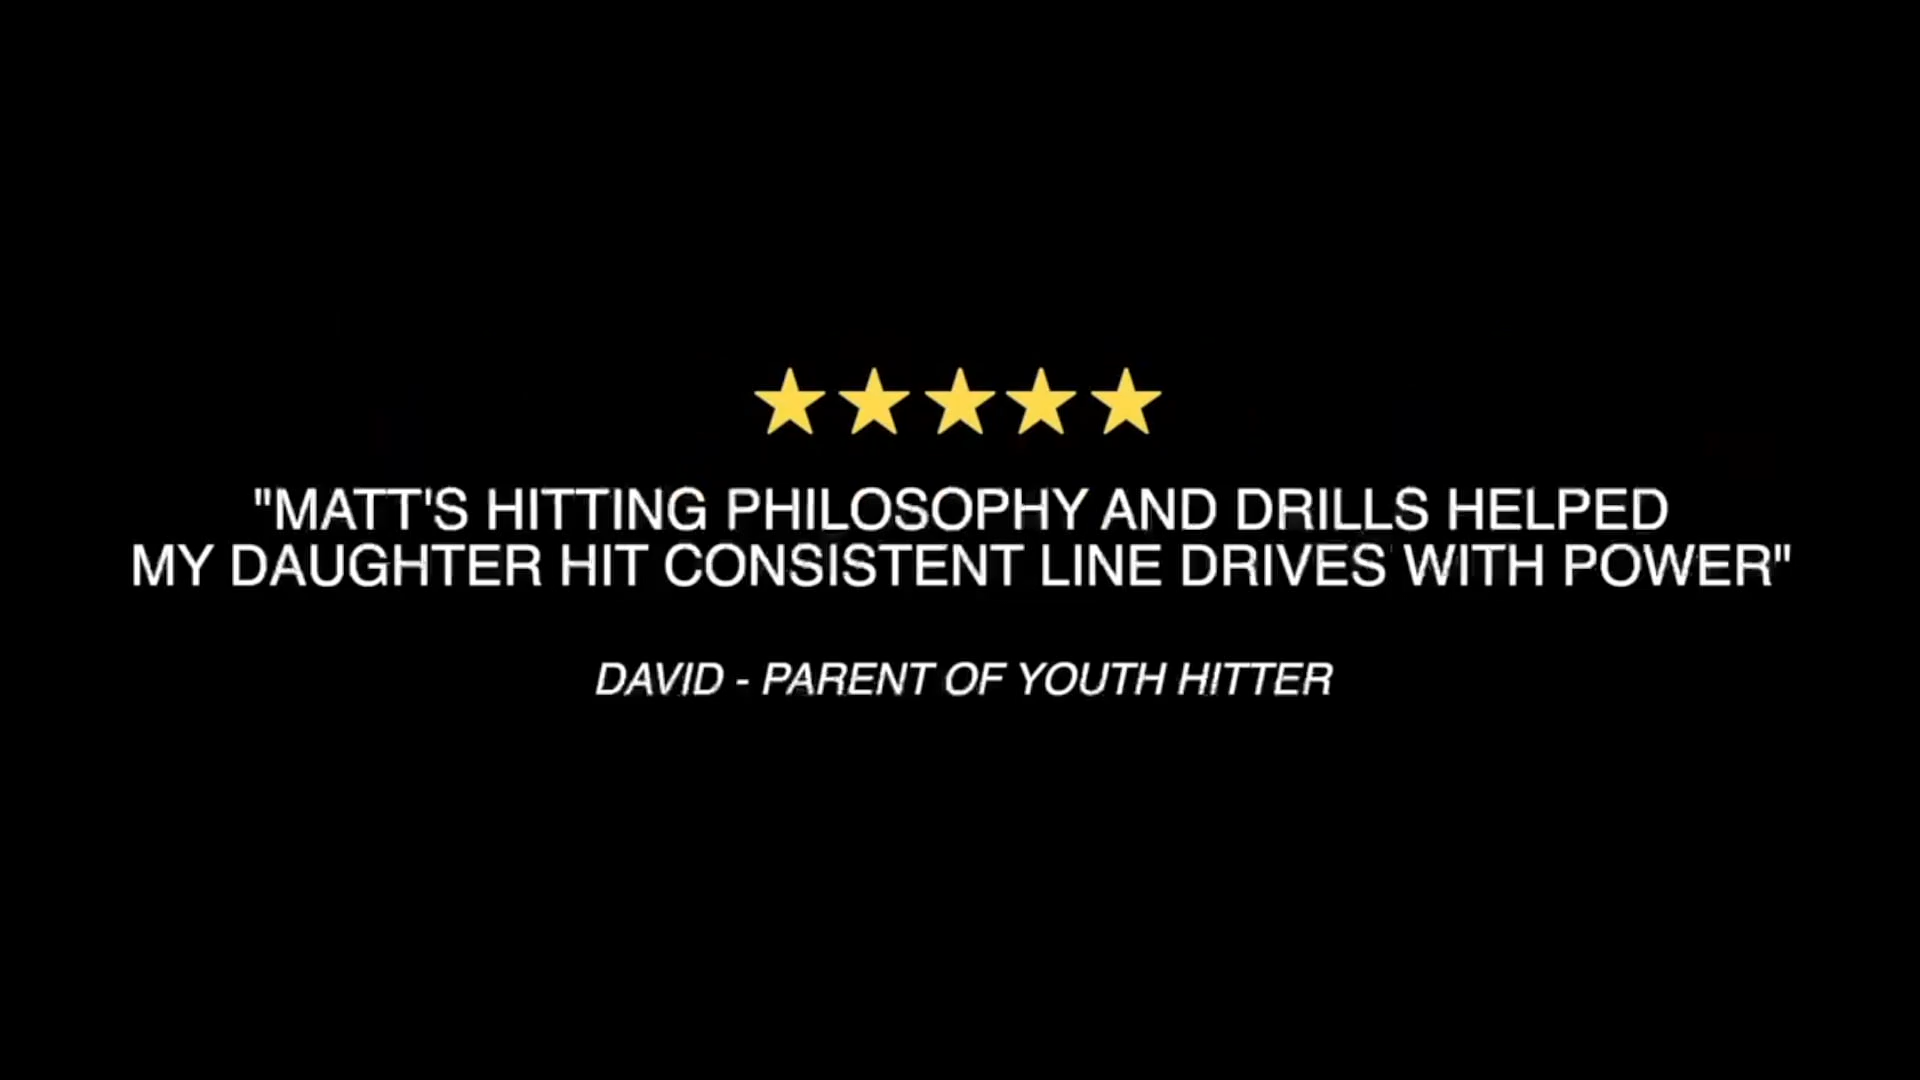 "MATT'S HITTING PHILOSOPHY AND DRILLS HELPED
MY DAUGHTER HIT CONSISTENT LINE DRIVES WITH POWER"
DAVID - PARENT OF YOUTH HITTER